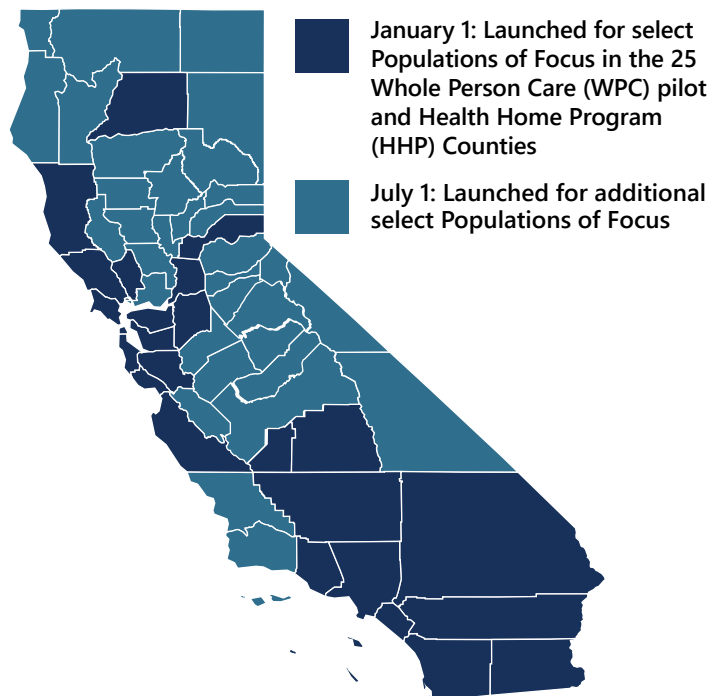 January 1: Launched for select
Populations of Focus in the 25
Whole Person Care (WPC) pilot
and Health Home Program
(HHP) Counties
July 1: Launched for additional
select Populations of Focus